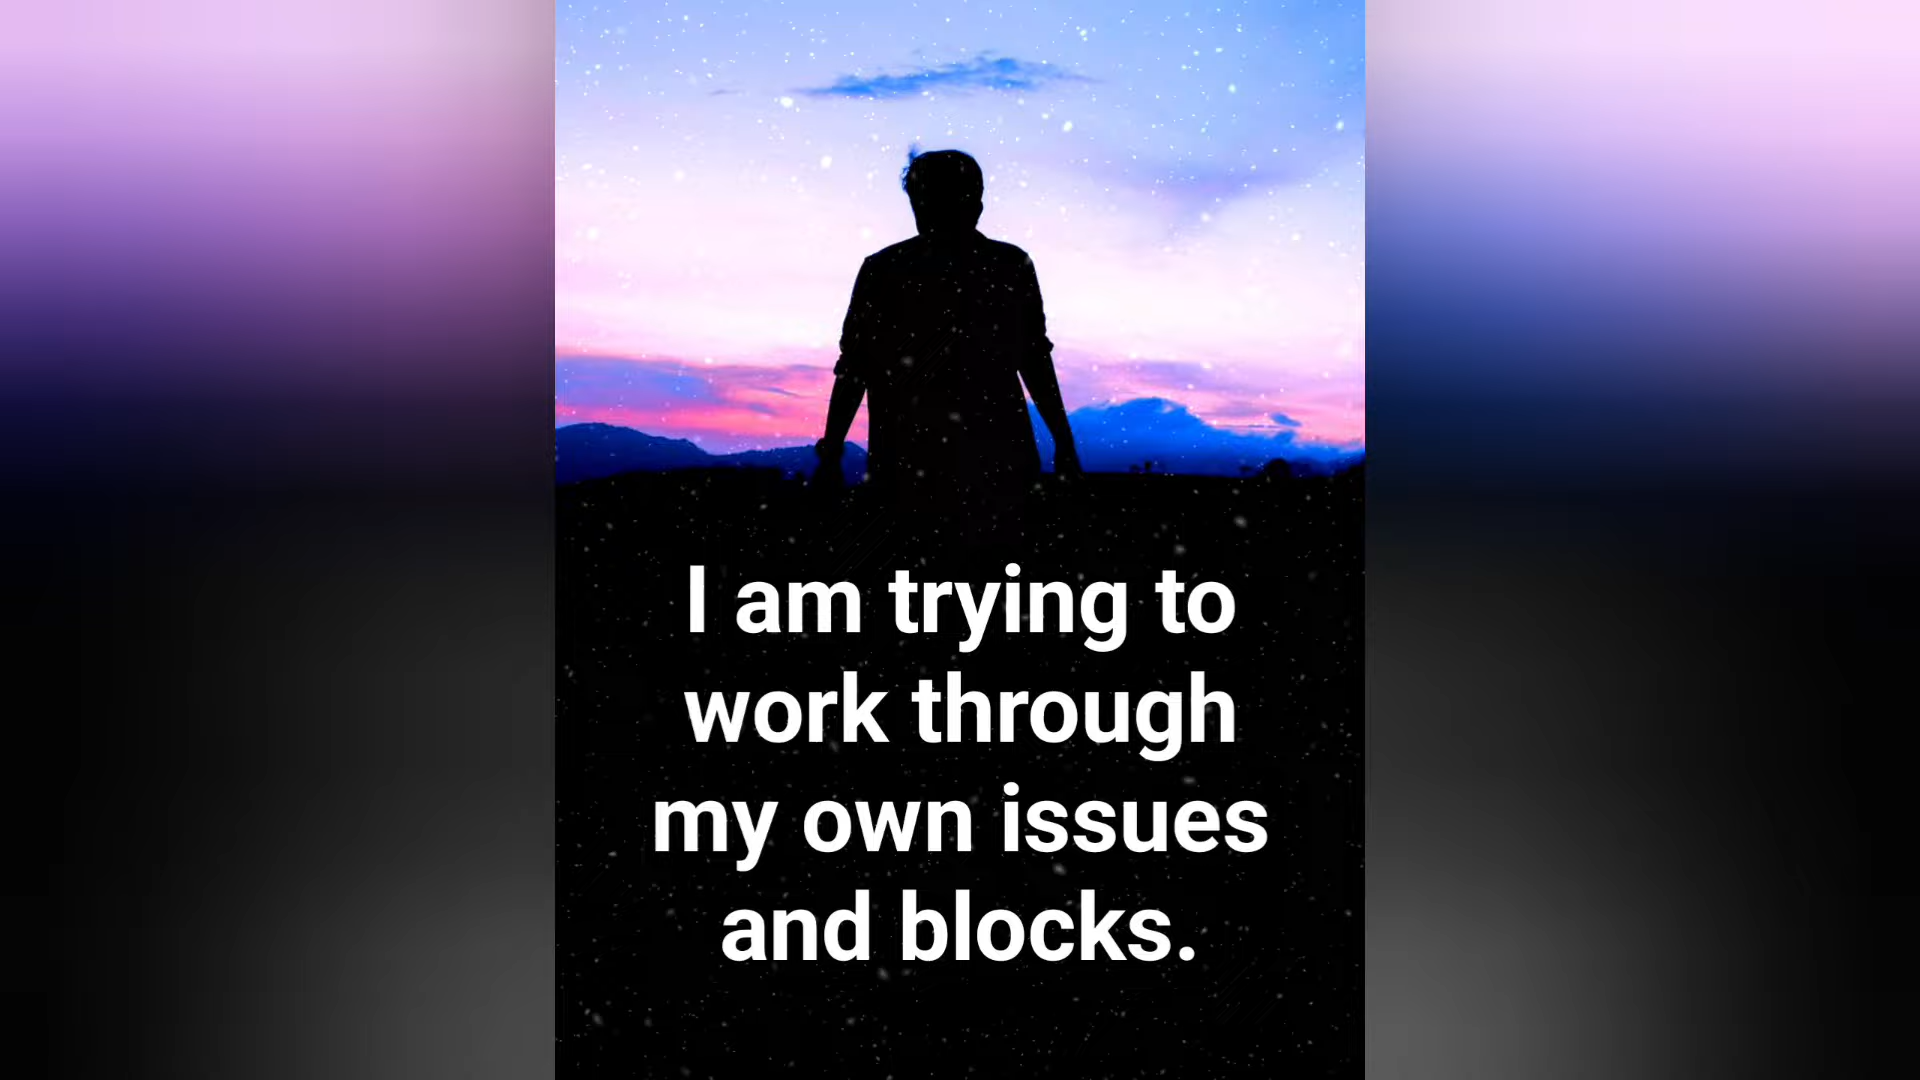 I am trying to
work through
my own issues
and blocks.